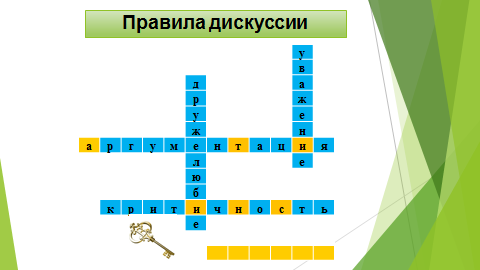 Правила дискуссии
уважение
дружелюбие
аргументация
критичность